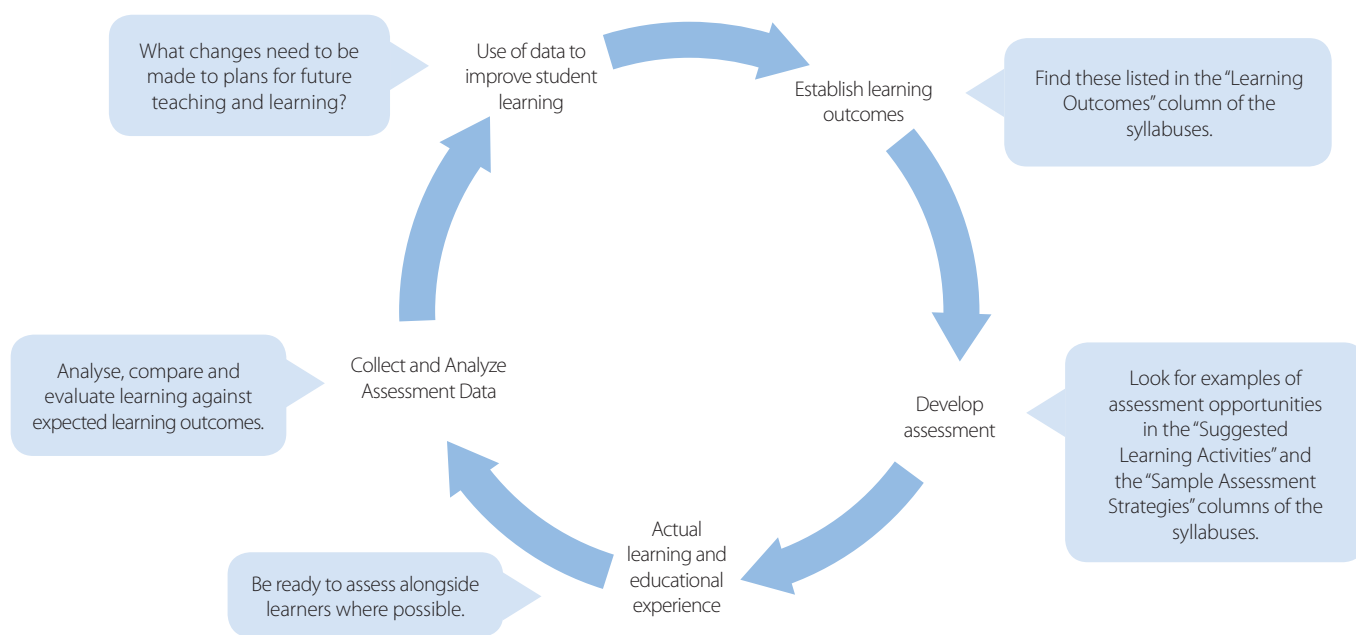 What changes need to be
made to plans for future
teaching and learning?
Use of data to
improve student
learning
Establish learning
outcomes
Find these listed in the “Learning
Outcomes” column of the
syllabuses.
Develop
assessment
Look for examples of
assessment opportunities
in the “Suggested
Learning Activities” and
the “Sample Assessment
Strategies” columns of the
syllabuses.
Actual
learning and
educational
experience
Be ready to assess alongside
learners where possible.
Collect and Analyze
Assessment Data
Analyse, compare and
evaluate learning against
expected learning outcomes.